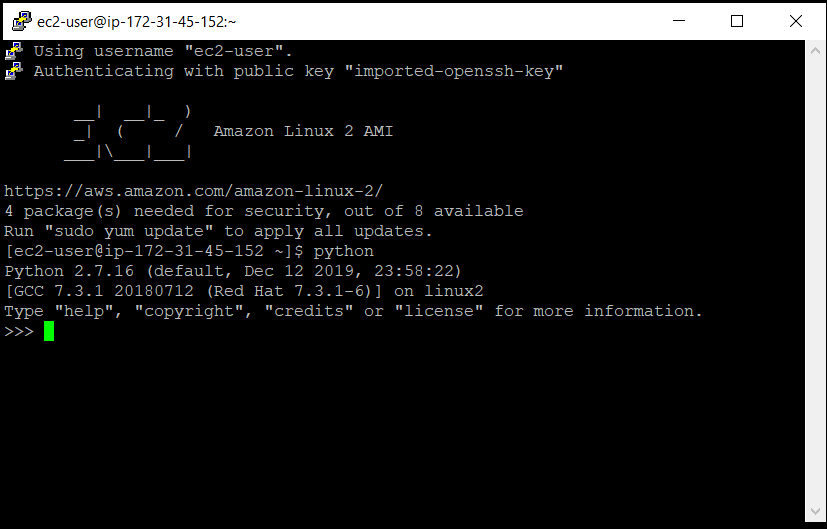 ec2-user@ip-172-31-45-152:~
Using username "ec2-user".
Authenticating with public key "imported-openssh-key"
       __|  __|_  )
       _|  (     /   Amazon Linux 2 AMI
      ___|\___|___|
https://aws.amazon.com/amazon-linux-2/
4 package(s) needed for security, out of 8 available
Run "sudo yum update" to apply all updates.
[ec2-user@ip-172-31-45-152 ~]$ python
Python 2.7.16 (default, Dec 12 2019, 23:58:22)
[GCC 7.3.1 20180712 (Red Hat 7.3.1-6)] on linux2
Type "help", "copyright", "credits" or "license" for more information.
>>>